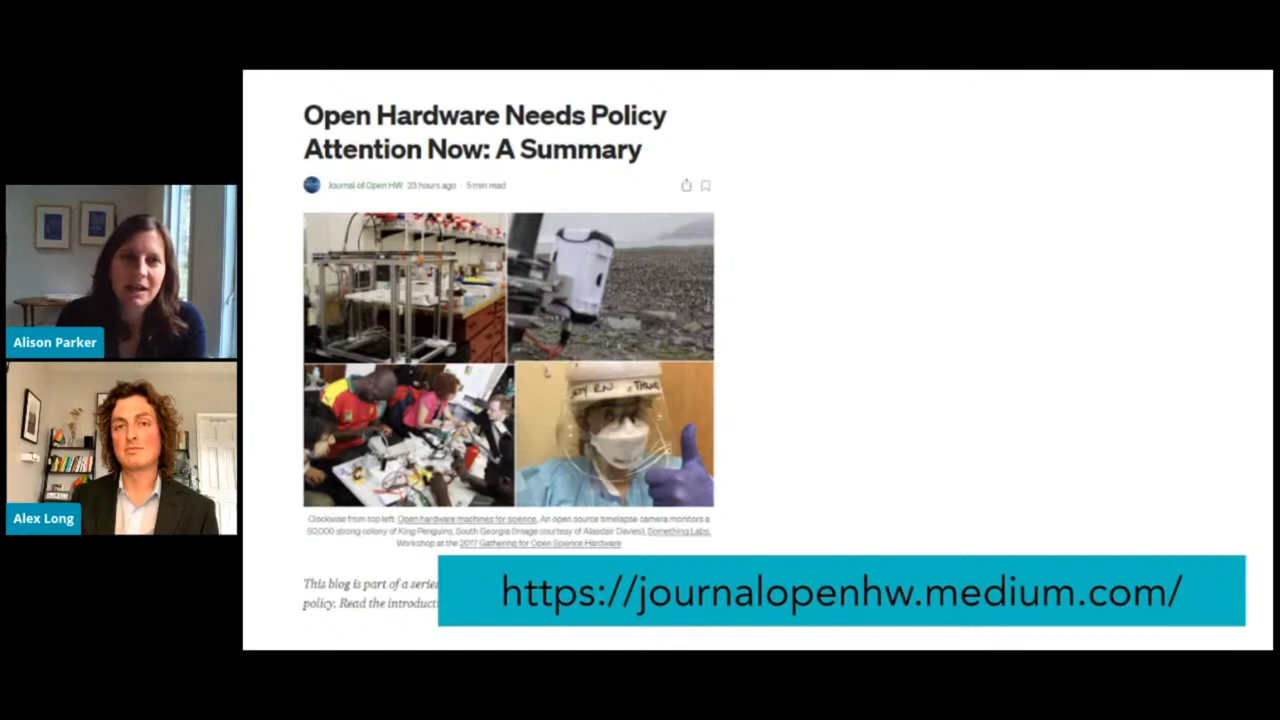 Open Hardware Needs Policy
Attention Now: A Summary
Journal of Open HW 23 hours ago · 5 min read
Alison Parker
Alex Long
Clockwise from top left: Open hardware machines for science, An open source timelapse camera monitors a
50,000 strong colony of King Penguins, South Georgia (Image courtesy of Alasdair Davies), Something Labs,
Workshop at the 2017 Gathering for Open Science Hardware
This blog is part of a serie
policy. Read the introducti
https://journalopenhw.medium.com/